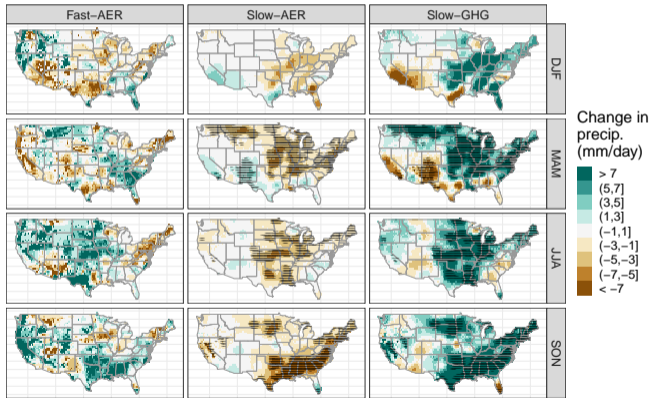 Fast−AER
Slow−AER
Slow−GHG
DJF
MAM
JJA
SON
Change in
precip.
(mm/day)
> 7
(5,7]
(3,5]
(1,3]
(−1,1]
(−3,−1]
(−5,−3]
(−7,−5]
< −7